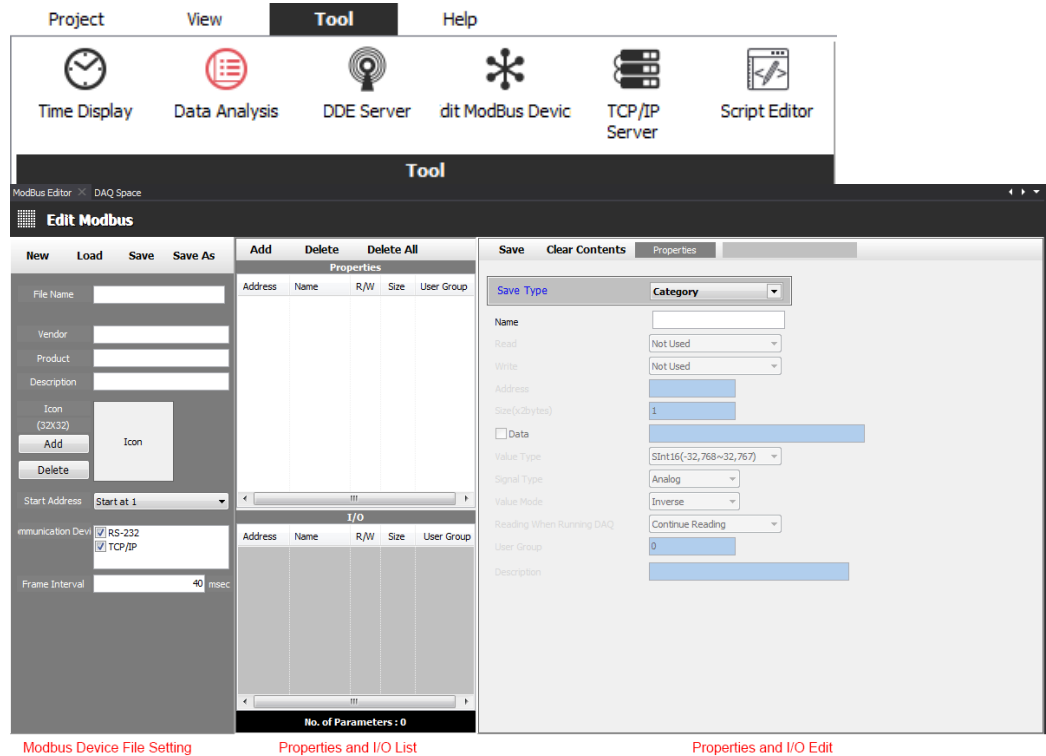 Project View Tool Help
Time Display Data Analysis DDE Server dit ModBus Devic TCP/IP Server Script Editor
Tool
ModBus Editor DAQ Space
Edit Modbus
New Load Save Save As
File Name
Vendor
Product
Description
Icon
(32X32)
Add
Delete
Icon
Start Address Start at 1
mmunication Devi RS-232
TCP/IP
Frame Interval 40 msec
Add Delete Delete All
Properties
Address Name R/W Size User Group
I/O
Address Name R/W Size User Group
No. of Parameters : 0
Save Clear Contents Properties
Save Type Category
Name
Read Not Used
Write Not Used
Address
Size(x2bytes) 1
Data
Value Type SInt16(-32,768~32,767)
Signal Type Analog
Value Mode Inverse
Reading When Running DAQ Continue Reading
User Group 0
Description
Modbus Device File Setting Properties and I/O List Properties and I/O Edit